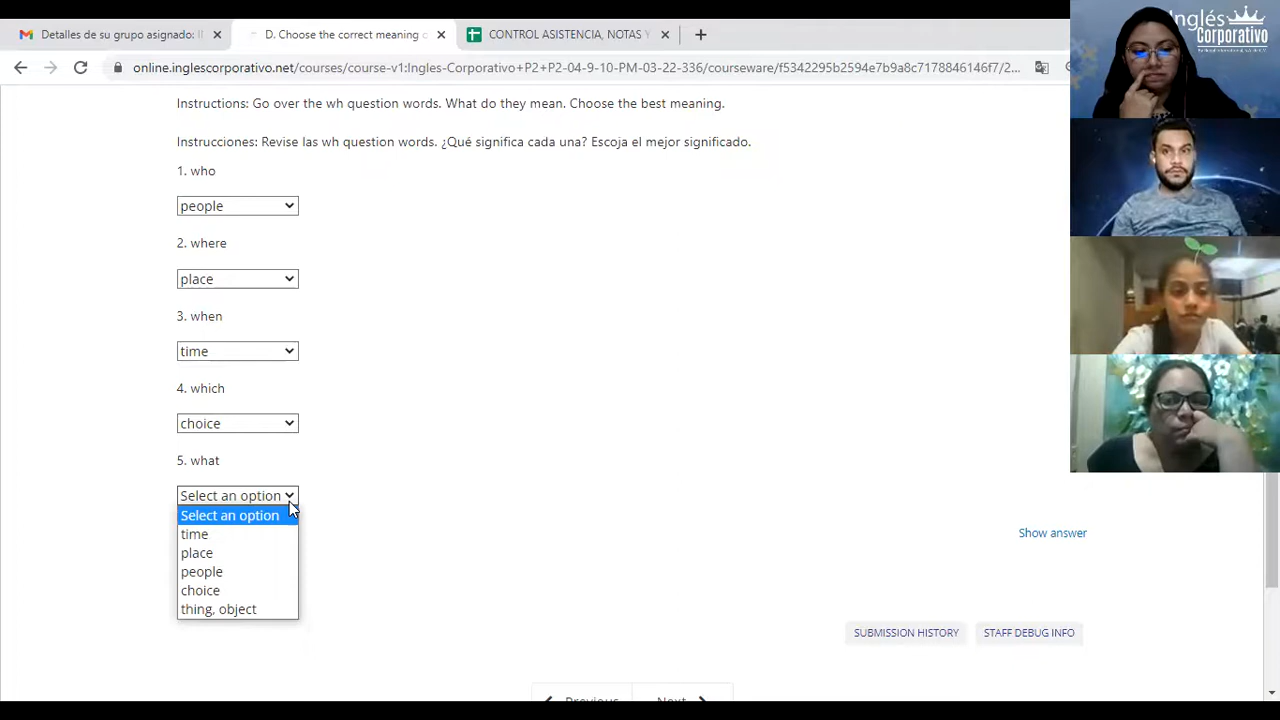 Detalles de su grupo asignado: I
D. Choose the correct meaning o
CONTROL ASISTENCIA, NOTAS Y
online.inglescorporativo.net/courses/course-v1:Ingles-Corporativo+P2+P2-04-9-10-PM-03-22-336/courseware/f5342295b2594e7b9a8c7178846146f7/2...
Inglés
Corporativo
Instructions: Go over the wh question words. What do they mean. Choose the best meaning.
Instrucciones: Revise las wh question words. ¿Qué significa cada una? Escoja el mejor significado.
1. who
people
2. where
place
3. when
time
4. which
choice
5. what
Select an option
Select an option
time
place
people
choice
thing, object
Show answer
SUBMISSION HISTORY
STAFF DEBUG INFO
Previous
Next